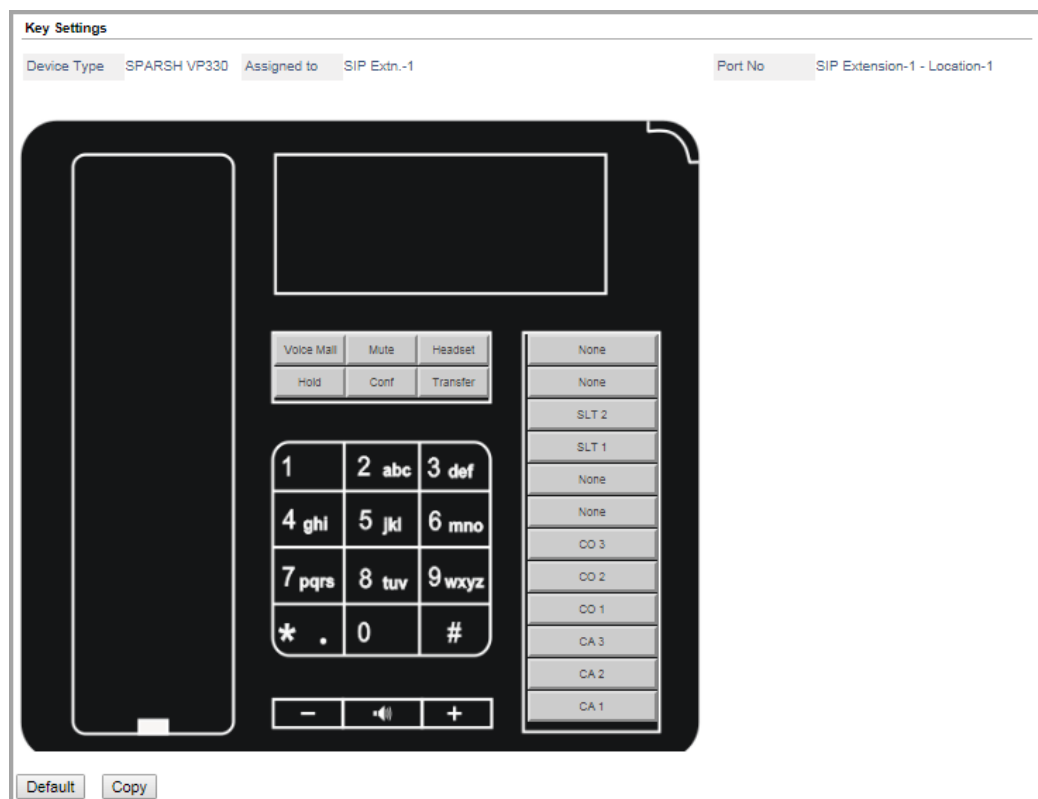 Key Settings
Device Type SPARSH VP330 Assigned to SIP Extn.-1 Port No SIP Extension-1 - Location-1
Voice Mail Mute Headset
Hold Conf Transfer
None
None
SLT 2
SLT 1
None
None
CO 3
CO 2
CO 1
CA 3
CA 2
CA 1
1 2 abc 3 def
4 ghi 5 jkl 6 mno
7 pqrs 8 tuv 9 wxyz
* . 0 #
- +
Default Copy